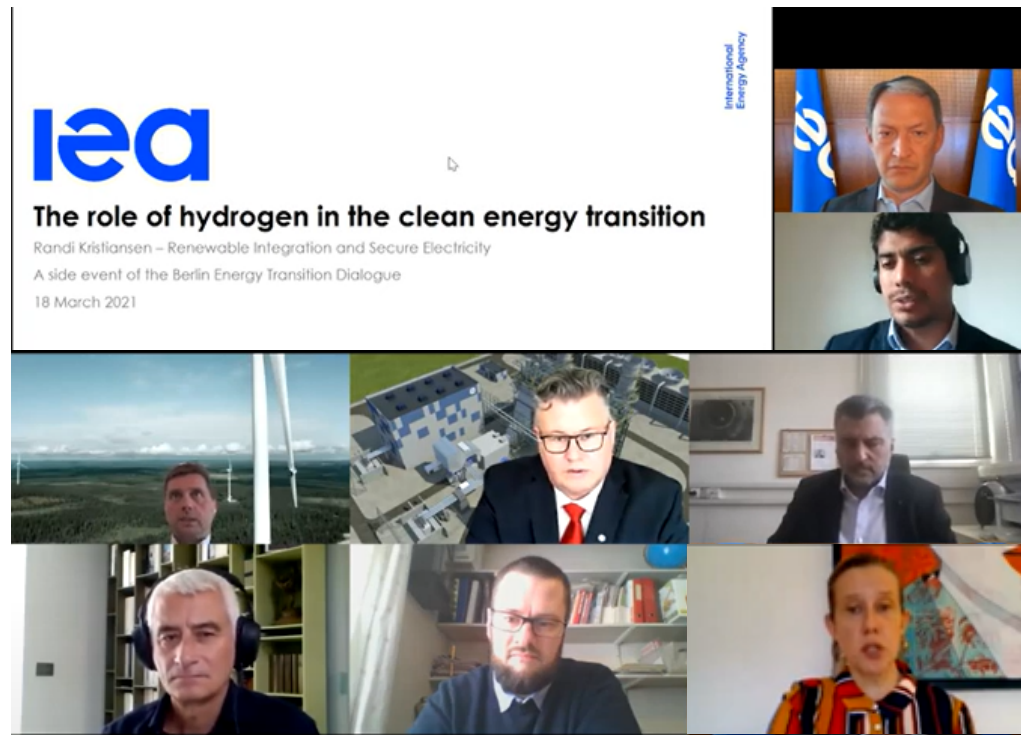 International
Energy Agency
iea
The role of hydrogen in the clean energy transition
Randi Kristiansen – Renewable Integration and Secure Electricity
A side event of the Berlin Energy Transition Dialogue
18 March 2021